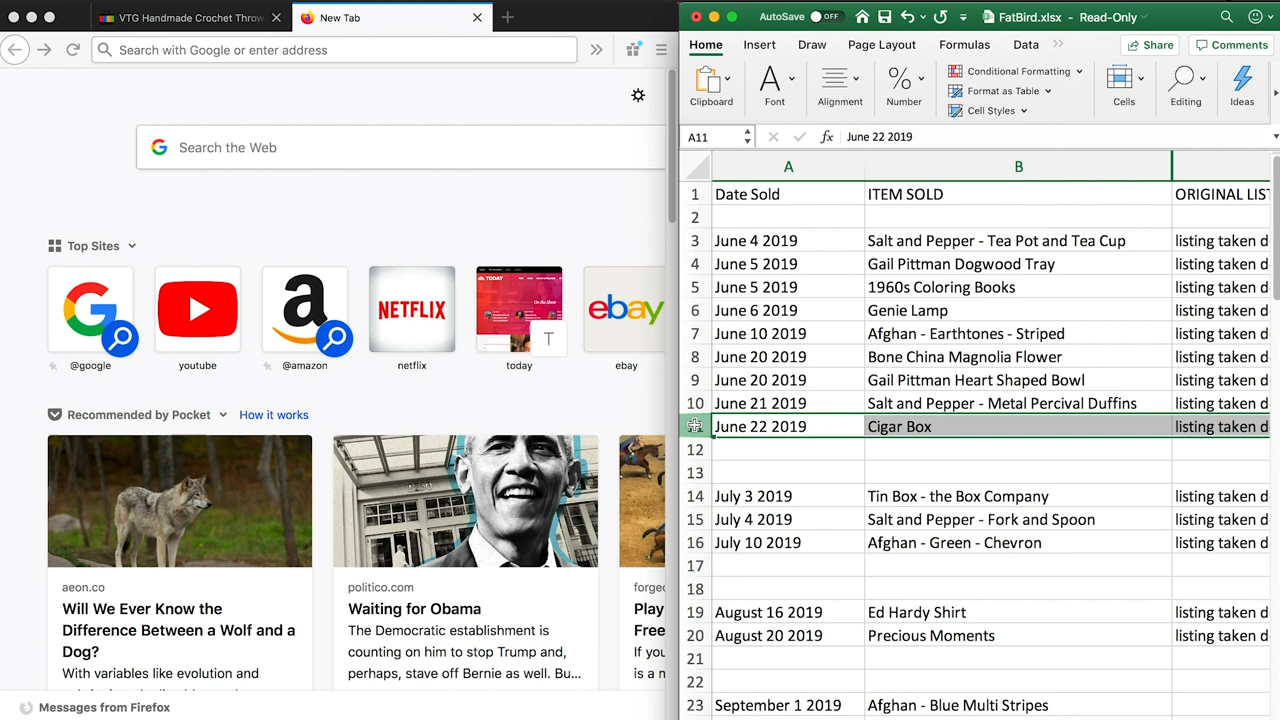 VTG Handmade Crochet Throw
New Tab
Search with Google or enter address
Search the Web
Top Sites
NETFLIX
TODAY
T
ebay
@google
youtube
@amazon
netflix
today
ebay
Recommended by Pocket
How it works
aeon.co
Will We Ever Know the
Difference Between a Wolf and a
Dog?
With variables like evolution and
politico.com
Waiting for Obama
The Democratic establishment is
counting on him to stop Trump and,
perhaps, stave off Bernie as well. Bu...
forge
Play
Free
If you
is a n
Messages from Firefox
AutoSave OFF
FatBird.xlsx - Read-Only
Home Insert Draw Page Layout Formulas Data
Share
Comments
Clipboard
Font
Alignment
Number
Conditional Formatting
Format as Table
Cell Styles
Cells
Editing
Ideas
A11
fx June 22 2019
A B
1 Date Sold ITEM SOLD ORIGINAL LIST
2
3 June 4 2019 Salt and Pepper - Tea Pot and Tea Cup listing taken d
4 June 5 2019 Gail Pittman Dogwood Tray listing taken d
5 June 5 2019 1960s Coloring Books listing taken d
6 June 6 2019 Genie Lamp listing taken d
7 June 10 2019 Afghan - Earthtones - Striped listing taken d
8 June 20 2019 Bone China Magnolia Flower listing taken d
9 June 20 2019 Gail Pittman Heart Shaped Bowl listing taken d
10 June 21 2019 Salt and Pepper - Metal Percival Duffins listing taken d
June 22 2019 Cigar Box listing taken d
12
13
14 July 3 2019 Tin Box - the Box Company listing taken d
15 July 4 2019 Salt and Pepper - Fork and Spoon listing taken d
16 July 10 2019 Afghan - Green - Chevron listing taken d
17
18
19 August 16 2019 Ed Hardy Shirt listing taken d
20 August 20 2019 Precious Moments listing taken d
21
22
23 September 1 2019 Afghan - Blue Multi Stripes